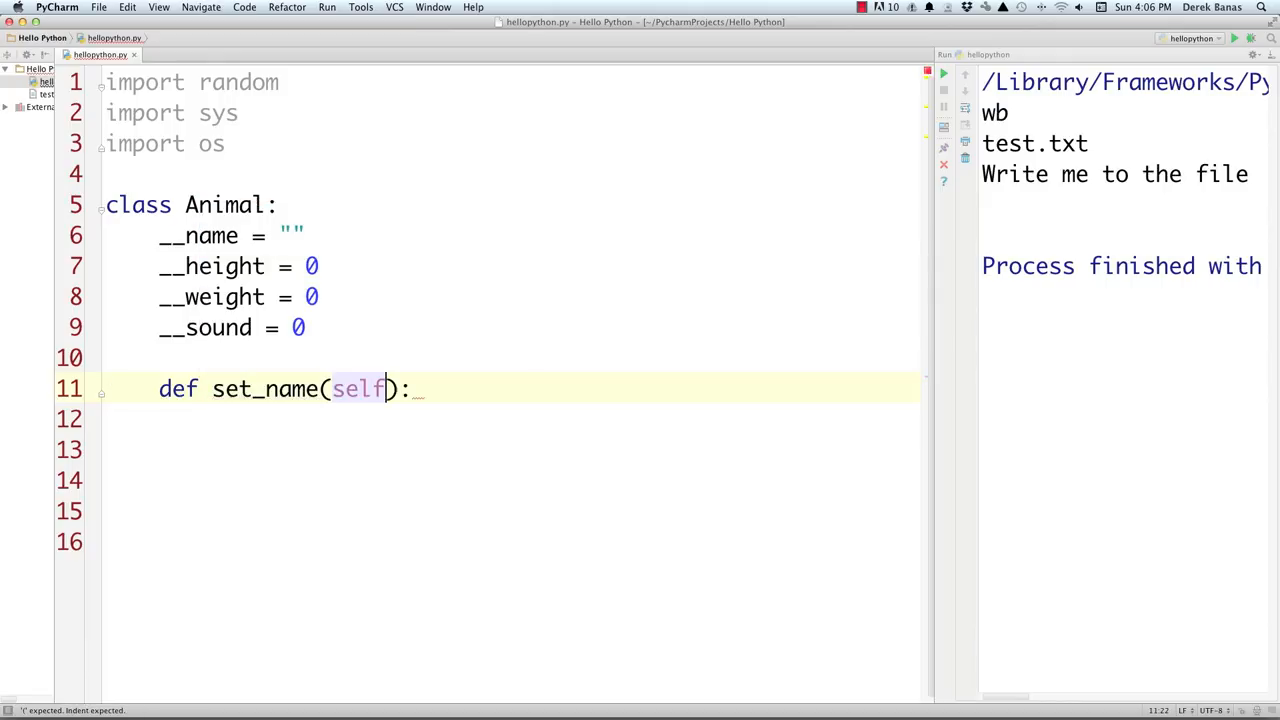 PyCharm File Edit View Navigate Code Refactor Run Tools VCS Window Help 10 Sun 4:06 PM Derek Banas
hellopython.py - Hello Python - [~/PycharmProjects/Hello Python]
Hello Python hellopython.py hellopython
hellopython.py Run hellopython
Hello P
hell
test
Externa
1 import random
2 import sys
3 import os
4
5 class Animal:
6 __name = ""
7 __height = 0
8 __weight = 0
9 __sound = 0
10
11 def set_name(self):
12
13
14
15
16
/Library/Frameworks/Py
wb
test.txt
Write me to the file
Process finished with
'(' expected. Indent expected. 11:22 LF UTF-8